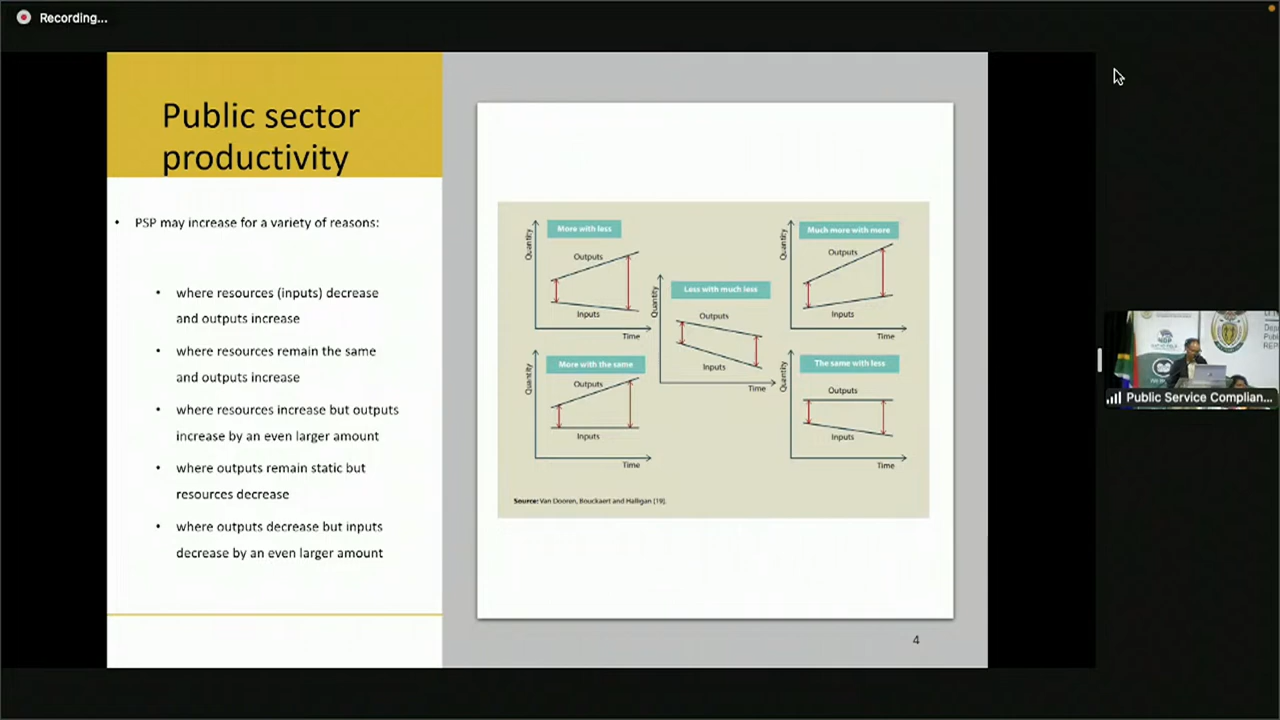 Recording...
Public sector
productivity
• PSP may increase for a variety of reasons:
• where resources (inputs) decrease
and outputs increase
• where resources remain the same
and outputs increase
• where resources increase but outputs
increase by an even larger amount
• where outputs remain static but
resources decrease
• where outputs decrease but inputs
decrease by an even larger amount
More with less
Quantity
Outputs
Inputs
Time
Much more with more
Quantity
Outputs
Inputs
Time
Less with much less
Quantity
Outputs
Inputs
Time
More with the same
Quantity
Outputs
Inputs
Time
The same with less
Quantity
Outputs
Inputs
Time
Source: Van Dooren, Bouckaert and Halligan [19].
4
Public Service Complian...